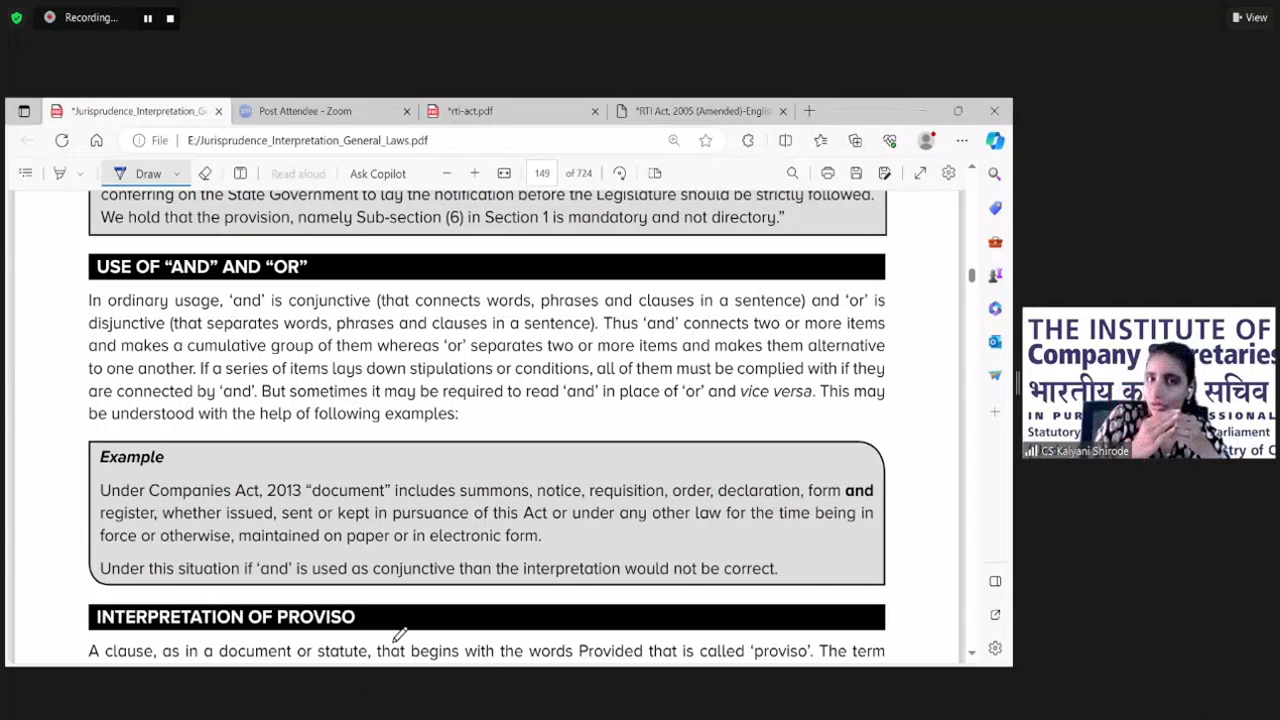 Recording...
View
*Jurisprudence_Interpretation_Ge
Post Attendee - Zoom
*rti-act.pdf
*RTI Act, 2005 (Amended)-Englis
File
E:/Jurisprudence_Interpretation_General_Laws.pdf
Draw
Read aloud
Ask Copilot
149
of 724
conferring on the State Government to lay the notification before the Legislature should be strictly followed.
We hold that the provision, namely Sub-section (6) in Section 1 is mandatory and not directory.”
USE OF “AND” AND “OR”
In ordinary usage, ‘and’ is conjunctive (that connects words, phrases and clauses in a sentence) and ‘or’ is
disjunctive (that separates words, phrases and clauses in a sentence). Thus ‘and’ connects two or more items
and makes a cumulative group of them whereas ‘or’ separates two or more items and makes them alternative
to one another. If a series of items lays down stipulations or conditions, all of them must be complied with if they
are connected by ‘and’. But sometimes it may be required to read ‘and’ in place of ‘or’ and vice versa. This may
be understood with the help of following examples:
Example
Under Companies Act, 2013 “document” includes summons, notice, requisition, order, declaration, form and
register, whether issued, sent or kept in pursuance of this Act or under any other law for the time being in
force or otherwise, maintained on paper or in electronic form.
Under this situation if ‘and’ is used as conjunctive than the interpretation would not be correct.
INTERPRETATION OF PROVISO
A clause, as in a document or statute, that begins with the words Provided that is called ‘proviso’. The term
THE INSTITUTE OF
Company Secretaries
भारतीय सचिव
IN PUR SSIONAL
Statutory arliament
try of C
CS Kalyani Shirode